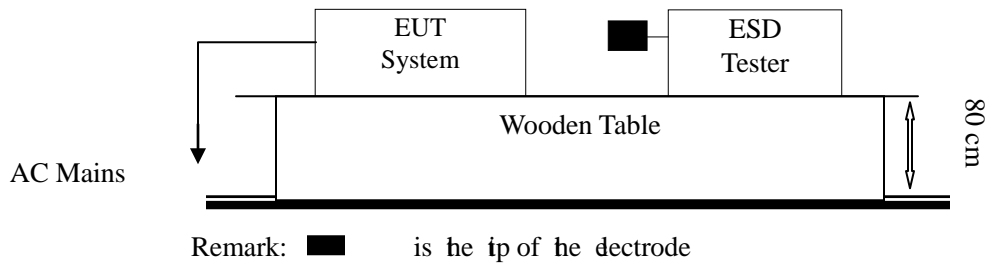 EUT
System
ESD
Tester
Wooden Table
80 cm
AC Mains
Remark: is the tip of the electrode